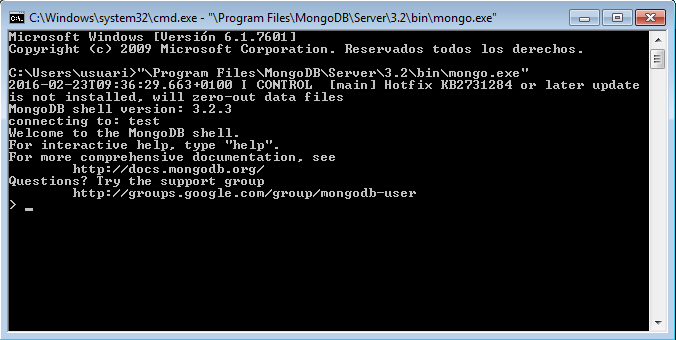 C:\Windows\system32\cmd.exe - "\Program Files\MongoDB\Server\3.2\bin\mongo.exe"
Microsoft Windows [Versión 6.1.7601]
Copyright (c) 2009 Microsoft Corporation. Reservados todos los derechos.
C:\Users\usuari>"\Program Files\MongoDB\Server\3.2\bin\mongo.exe"
2016-02-23T09:36:29.663+0100 I CONTROL  [main] Hotfix KB2731284 or later update
is not installed, will zero-out data files
MongoDB shell version: 3.2.3
connecting to: test
Welcome to the MongoDB shell.
For interactive help, type "help".
For more comprehensive documentation, see
http://docs.mongodb.org/
Questions? Try the support group
http://groups.google.com/group/mongodb-user
> _